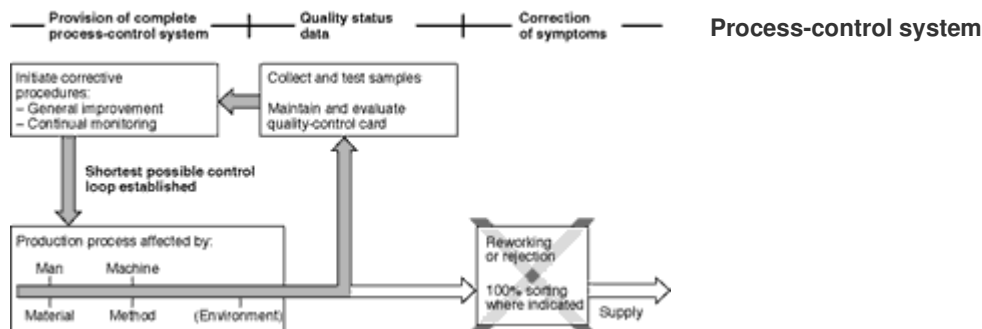 Provision of complete
process-control system
Quality status
data
Correction
of symptoms
Process-control system
Initiate corrective
procedures:
– General improvement
– Continual monitoring
Collect and test samples
Maintain and evaluate
quality-control card
Shortest possible control
loop established
Production process affected by:
Man
Machine
Material
Method
(Environment)
Reworking
or rejection
100% sorting
where indicated
Supply